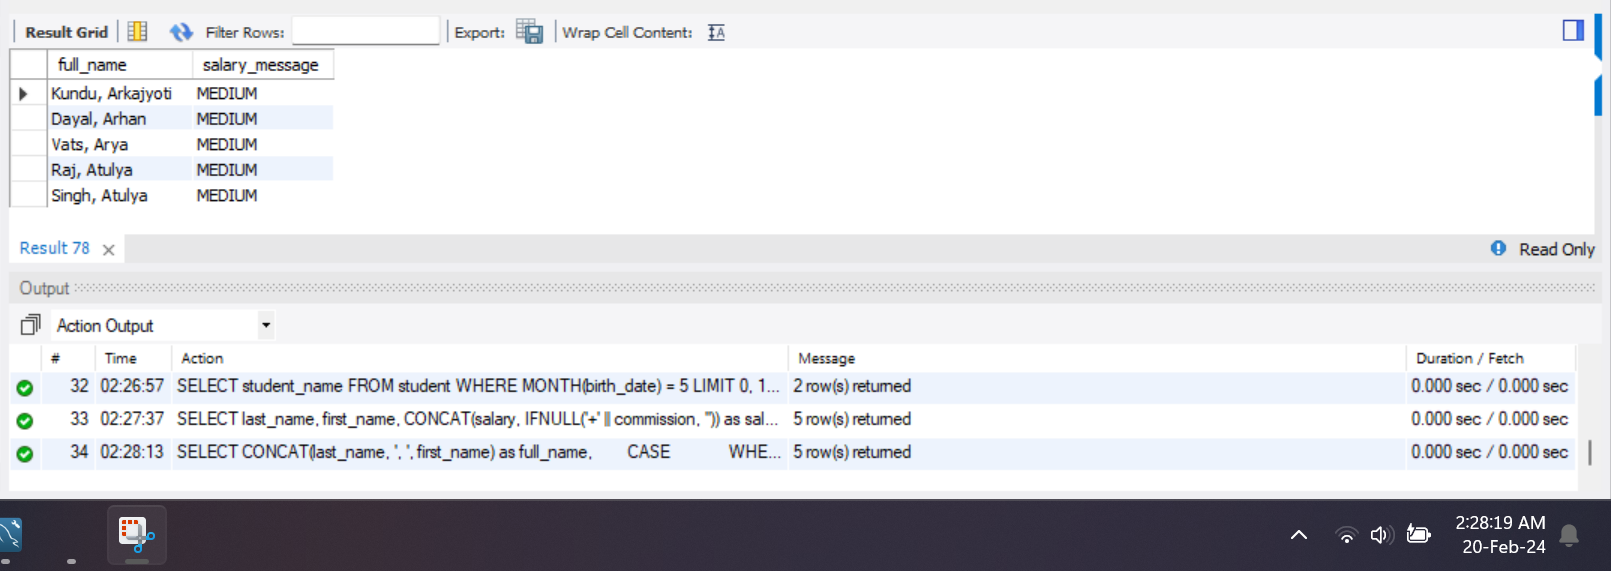 Result Grid Filter Rows: Export: Wrap Cell Content: IA
full_name salary_message
Kundu, Arkajyoti MEDIUM
Dayal, Arhan MEDIUM
Vats, Arya MEDIUM
Raj, Atulya MEDIUM
Singh, Atulya MEDIUM
Result 78 Read Only
Output
Action Output
# Time Action Message Duration / Fetch
32 02:26:57 SELECT student_name FROM student WHERE MONTH(birth_date) = 5 LIMIT 0, 1... 2 row(s) returned 0.000 sec / 0.000 sec
33 02:27:37 SELECT last_name, first_name, CONCAT(salary, IFNULL('+' || commission, '')) as sal... 5 row(s) returned 0.000 sec / 0.000 sec
34 02:28:13 SELECT CONCAT(last_name, ', ', first_name) as full_name, CASE WHE... 5 row(s) returned 0.000 sec / 0.000 sec
2:28:19 AM
20-Feb-24